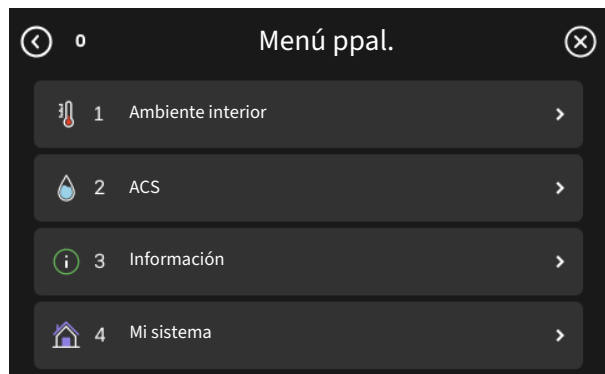 0 Menú ppal.
1 Ambiente interior
2 ACS
3 Información
4 Mi sistema